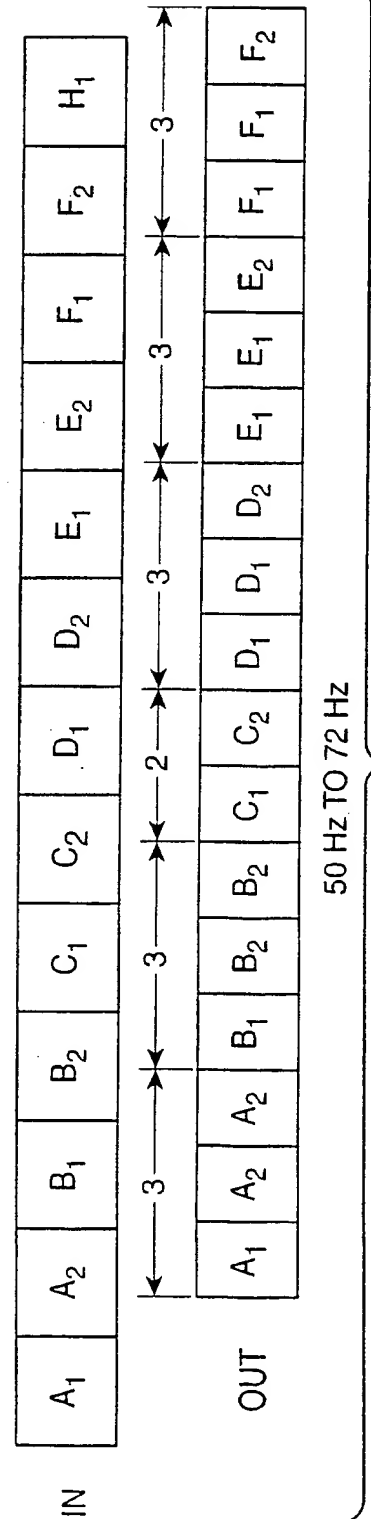 IN A₁ A₂ B₁ B₂ C₁ C₂ D₁ D₂ E₁ E₂ F₁ F₂ H₁
3 3 2 3 3 3
OUT A₁ A₂ A₂ B₁ B₂ B₂ C₁ C₂ D₁ D₁ D₂ E₁ E₁ E₂ F₁ F₁ F₂
50 Hz TO 72 Hz